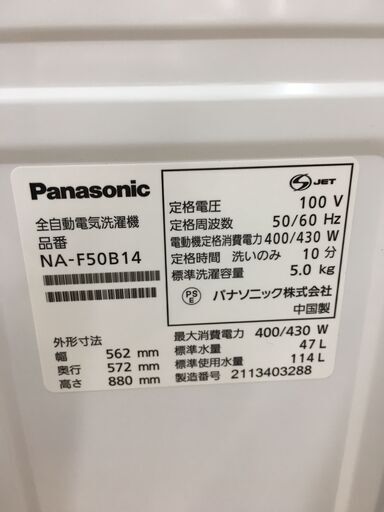 Panasonic
全自動電気洗濯機
品番
NA-F50B14
外形寸法
幅 562 mm
奥行 572 mm
高さ 880 mm
S JET
定格電圧 100 V
定格周波数 50/60 Hz
電動機定格消費電力 400/430 W
定格時間 洗いのみ 10 分
標準洗濯容量 5.0 kg
PSE パナソニック株式会社
中国製
最大消費電力 400/430 W
標準水量 47 L
標準使用水量 114 L
製造番号 2113403288